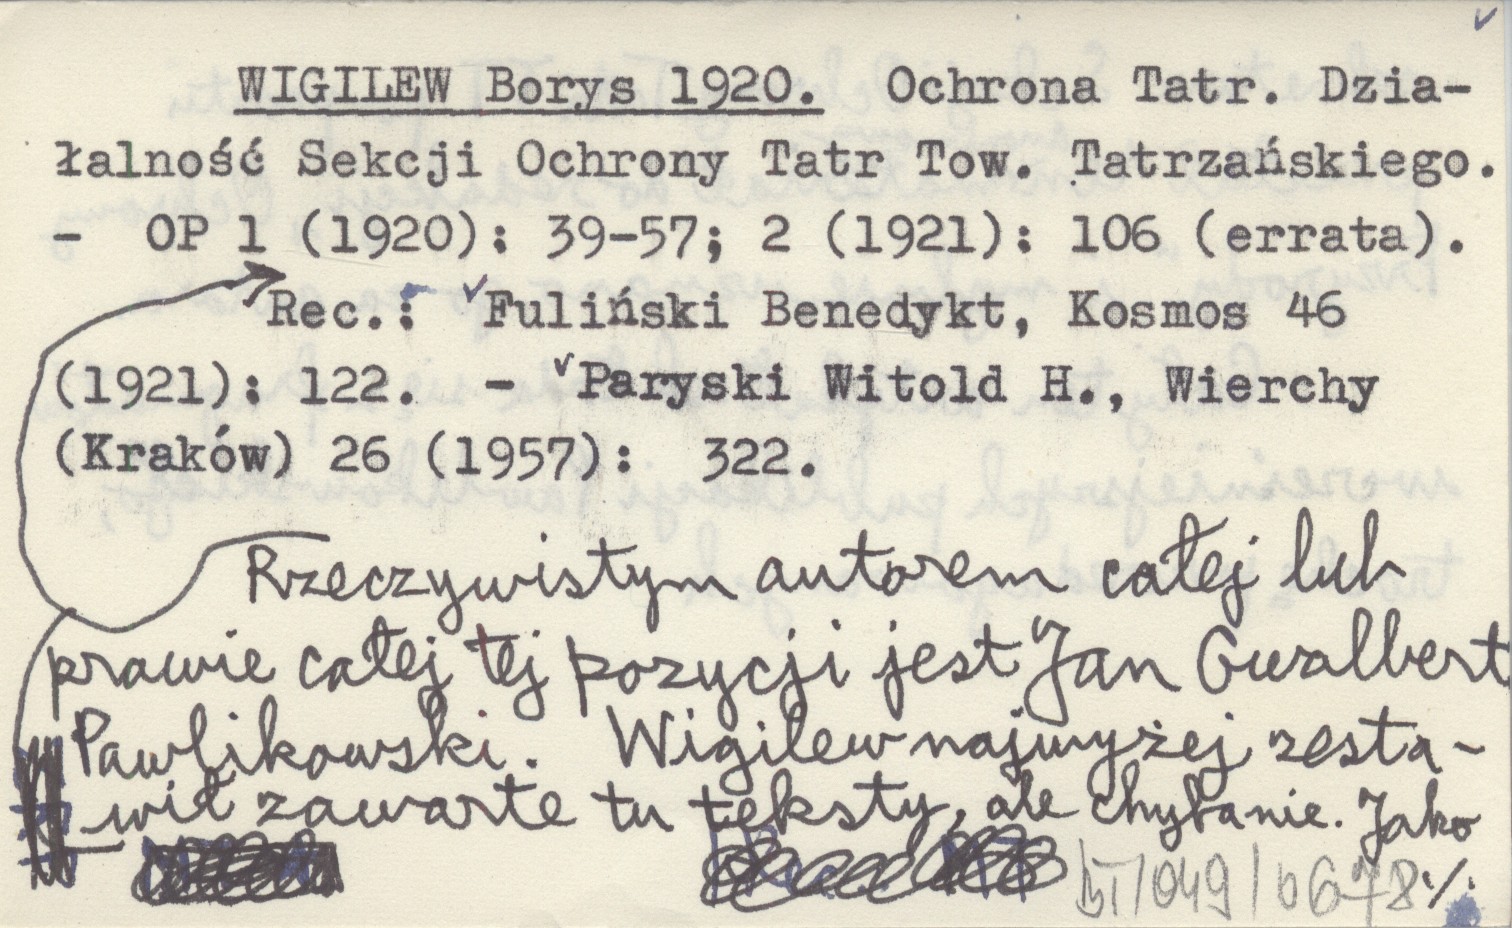 WIGILEW Borys 1920. Ochrona Tatr. Dzia-
łalność Sekcji Ochrony Tatr Tow. Tatrzańskiego.
- OP 1 (1920): 39-57; 2 (1921): 106 (errata).
Rec.: Fuliński Benedykt, Kosmos 46
(1921): 122. - Paryski Witold H., Wierchy
(Kraków) 26 (1957): 322.
Rzeczywistym autorem całej lub
prawie całej tej pozycji jest Jan Gwalbert
Pawlikowski. Wigilew najwyżej zesta-
wił zawarte tu teksty, ale chyba nie. Jako
049/0678 ./.